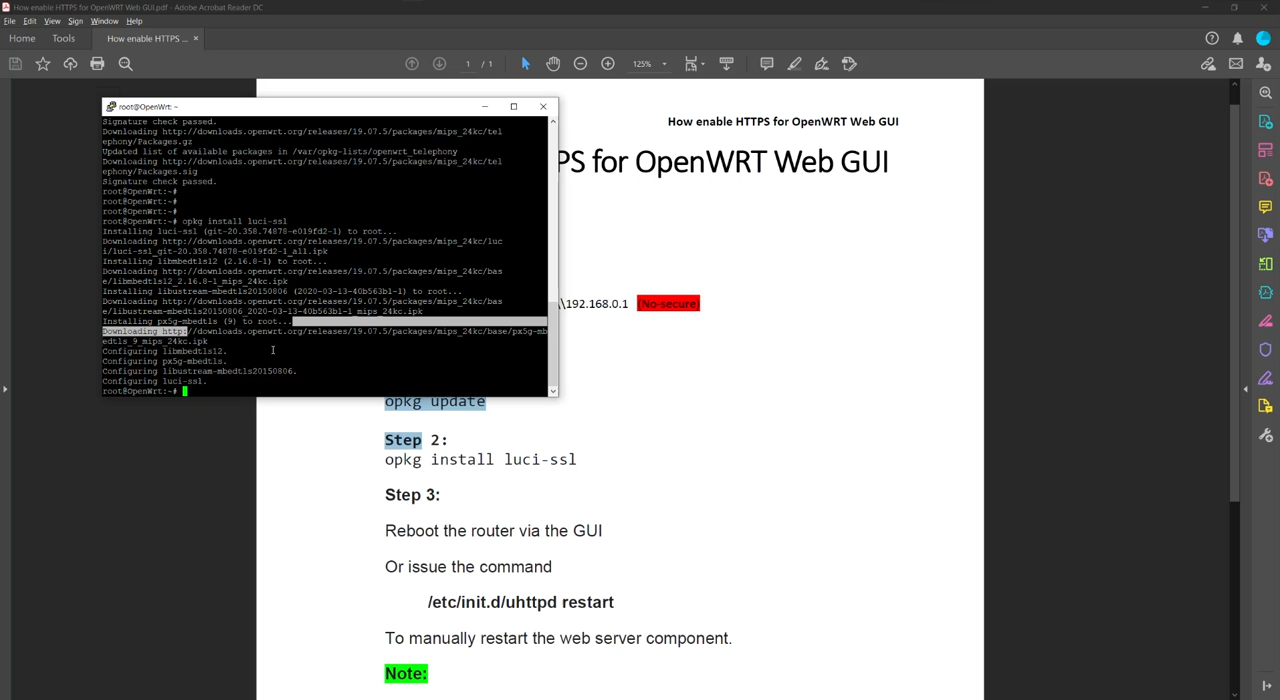 How enable HTTPS for OpenWRT Web GUI.pdf - Adobe Acrobat Reader DC
File Edit View Sign Window Help
Home Tools How enable HTTPS for OpenWRT ... ×
1 / 1 125%
How enable HTTPS for OpenWRT Web GUI
PS for OpenWRT Web GUI
root@OpenWrt: ~
Signature check passed.
Downloading http://downloads.openwrt.org/releases/19.07.5/packages/mips_24kc/tel
ephony/Packages.gz
Updated list of available packages in /var/opkg-lists/openwrt_telephony
Downloading http://downloads.openwrt.org/releases/19.07.5/packages/mips_24kc/tel
ephony/Packages.sig
Signature check passed.
root@OpenWrt:~#
root@OpenWrt:~#
root@OpenWrt:~#
root@OpenWrt:~# opkg install luci-ssl
Installing luci-ssl (git-20.358.74878-e019fd2-1) to root...
Downloading http://downloads.openwrt.org/releases/19.07.5/packages/mips_24kc/luc
i/luci-ssl_git-20.358.74878-e019fd2-1_all.ipk
Installing libmbedtls12 (2.16.8-1) to root...
Downloading http://downloads.openwrt.org/releases/19.07.5/packages/mips_24kc/bas
e/libmbedtls12_2.16.8-1_mips_24kc.ipk
Installing libustream-mbedtls20150806 (2020-03-13-40b563b1-1) to root...
Downloading http://downloads.openwrt.org/releases/19.07.5/packages/mips_24kc/bas
e/libustream-mbedtls20150806_2020-03-13-40b563b1-1_mips_24kc.ipk
Installing px5g-mbedtls (9) to root...
Downloading http://downloads.openwrt.org/releases/19.07.5/packages/mips_24kc/base/px5g-mb
edtls_9_mips_24kc.ipk
Configuring libmbedtls12.
Configuring px5g-mbedtls.
Configuring libustream-mbedtls20150806.
Configuring luci-ssl.
root@OpenWrt:~#
\\192.168.0.1 (No-secure)
opkg update
Step 2:
opkg install luci-ssl
Step 3:
Reboot the router via the GUI
Or issue the command
/etc/init.d/uhttpd restart
To manually restart the web server component.
Note: